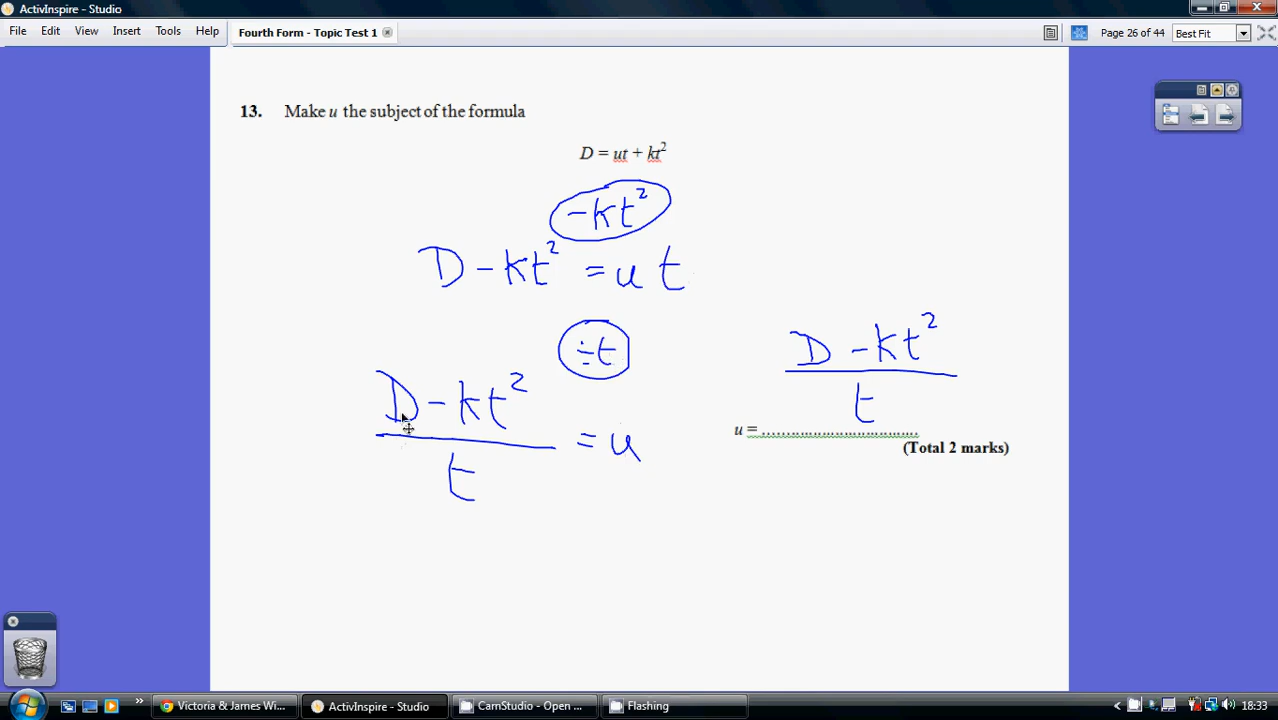 ActivInspire - Studio
File Edit View Insert Tools Help
Fourth Form - Topic Test 1
Page 26 of 44
Best Fit
13. Make u the subject of the formula
D = ut + kt²
-kt²
D - kt² = u t
÷t
D - kt²
t
= u
D - kt²
t
u = ..................................
(Total 2 marks)
» Victoria & James Wi... ActivInspire - Studio CamStudio - Open ... Flashing < 18:33